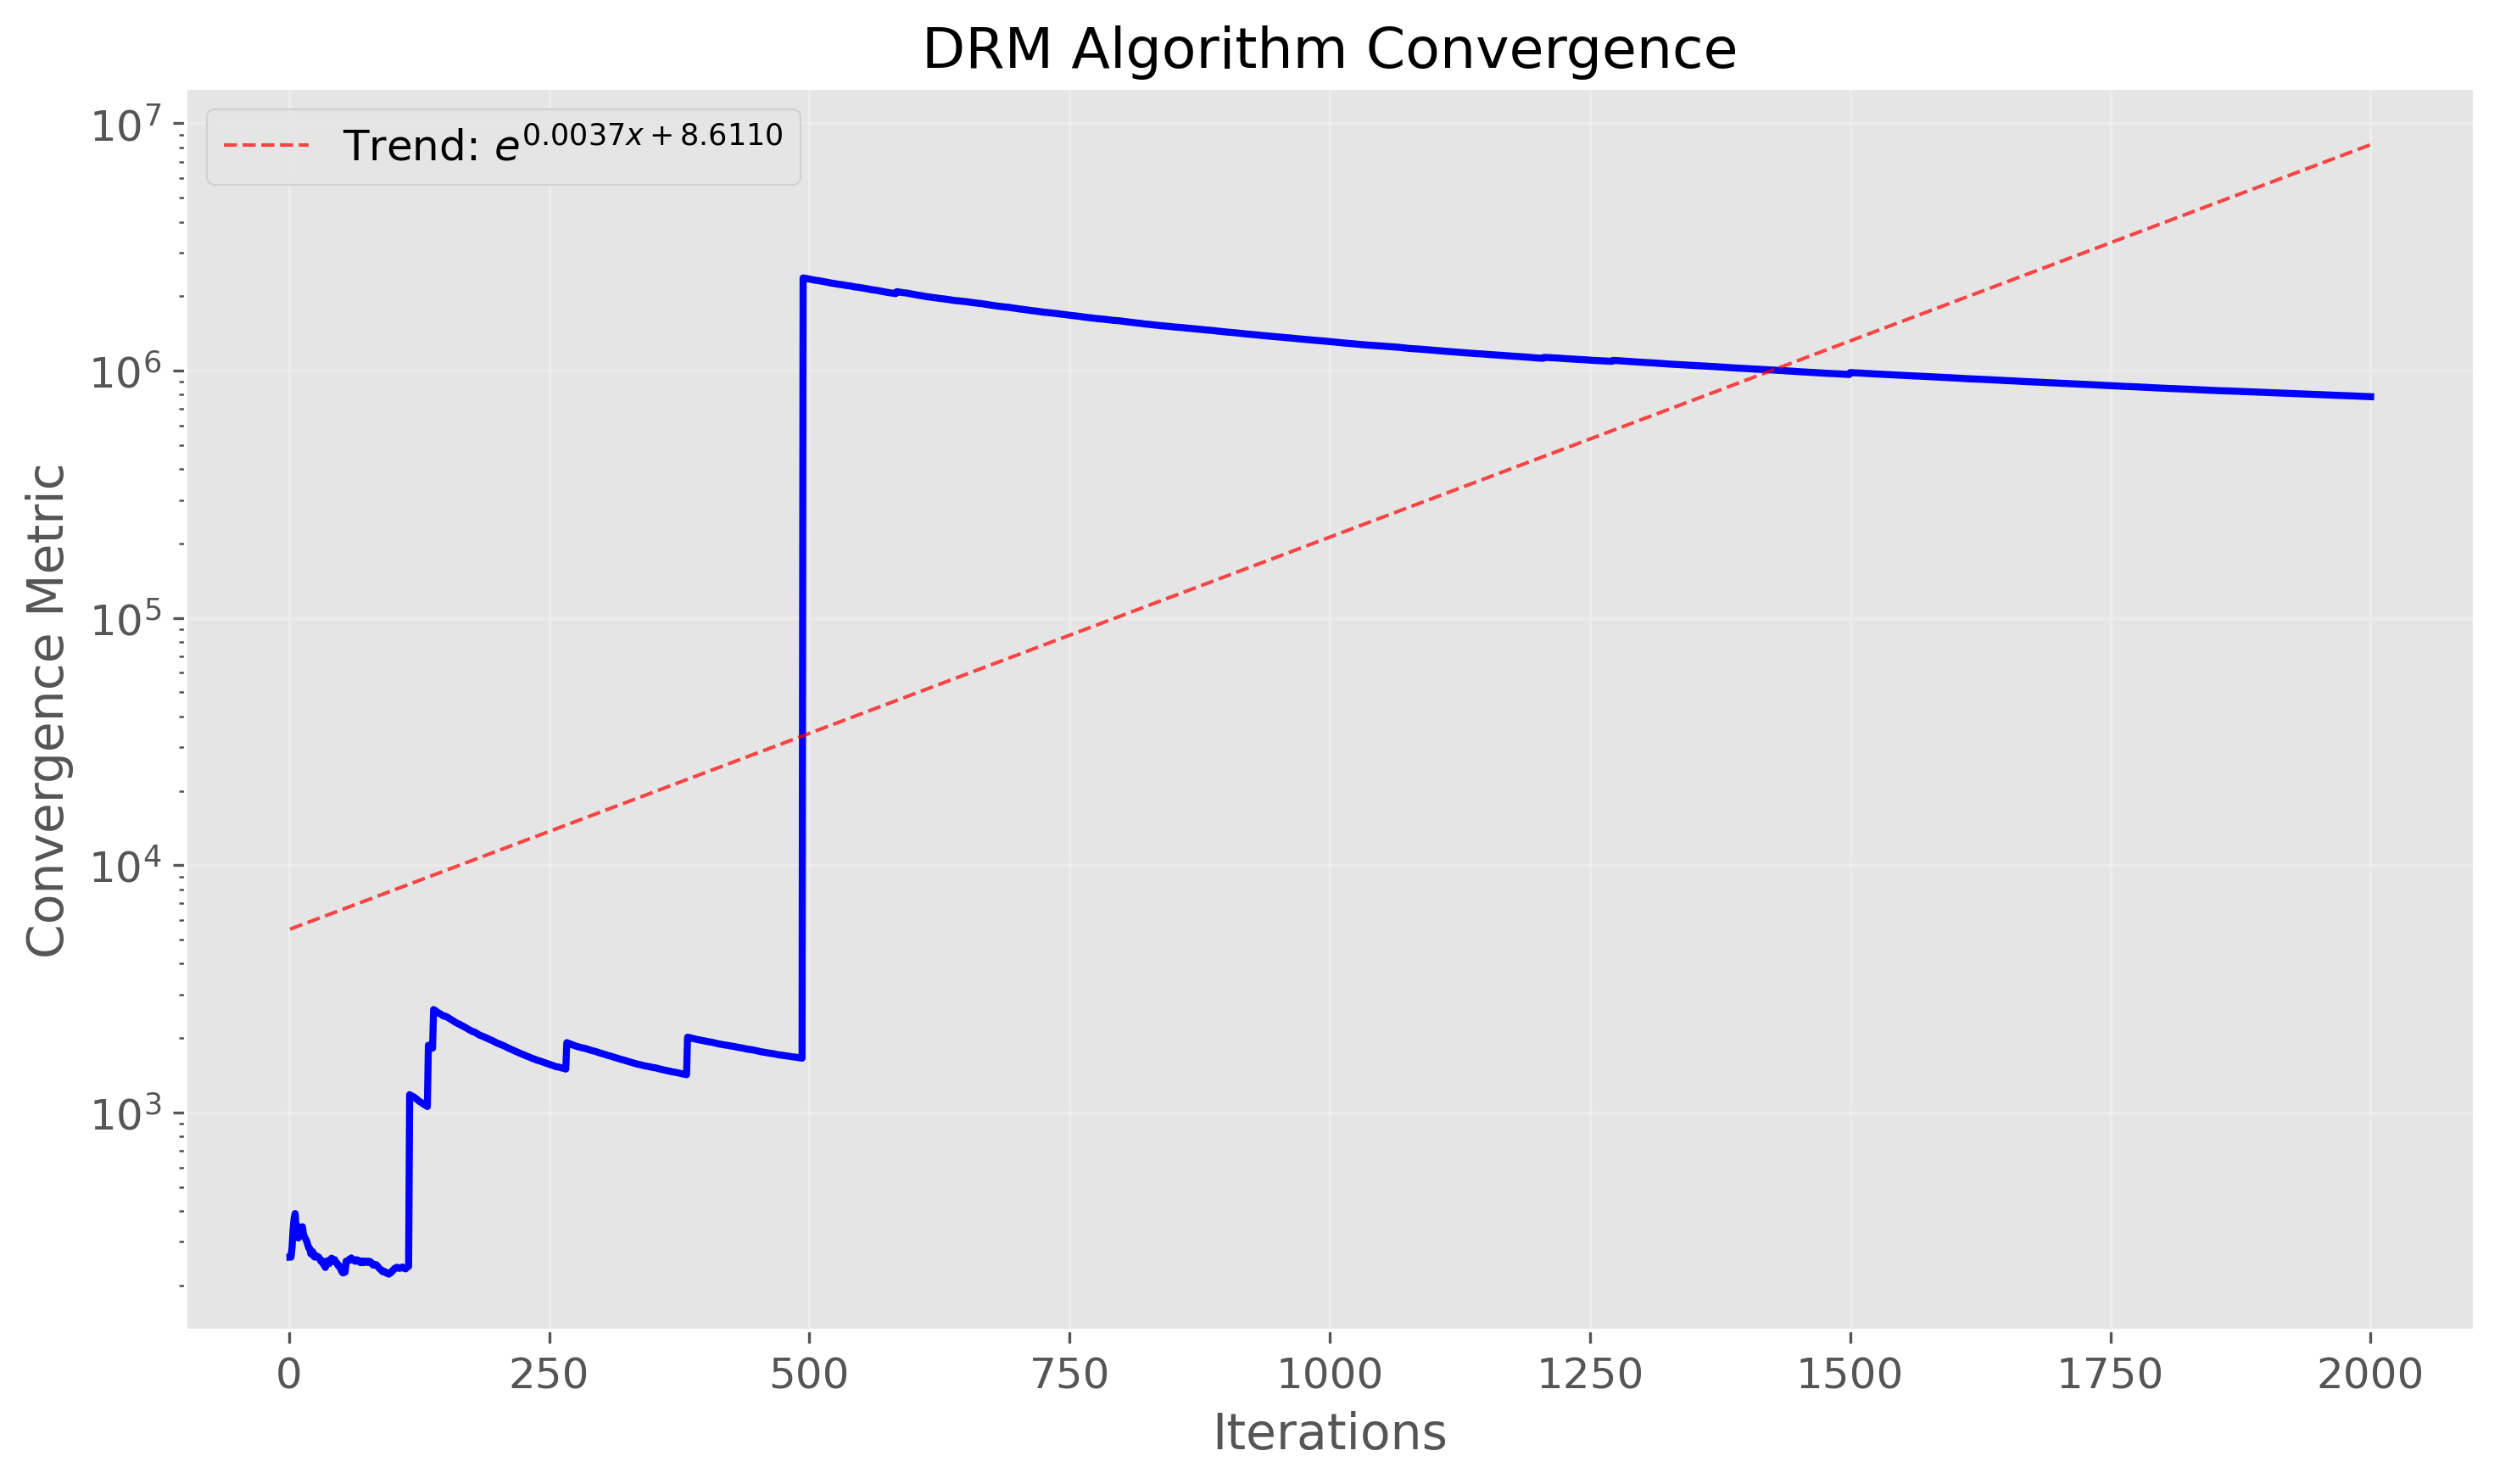 DRM Algorithm Convergence
Trend: e^{0.0037x + 8.6110}
10^7
10^6
10^5
10^4
10^3
Convergence Metric
0 250 500 750 1000 1250 1500 1750 2000
Iterations